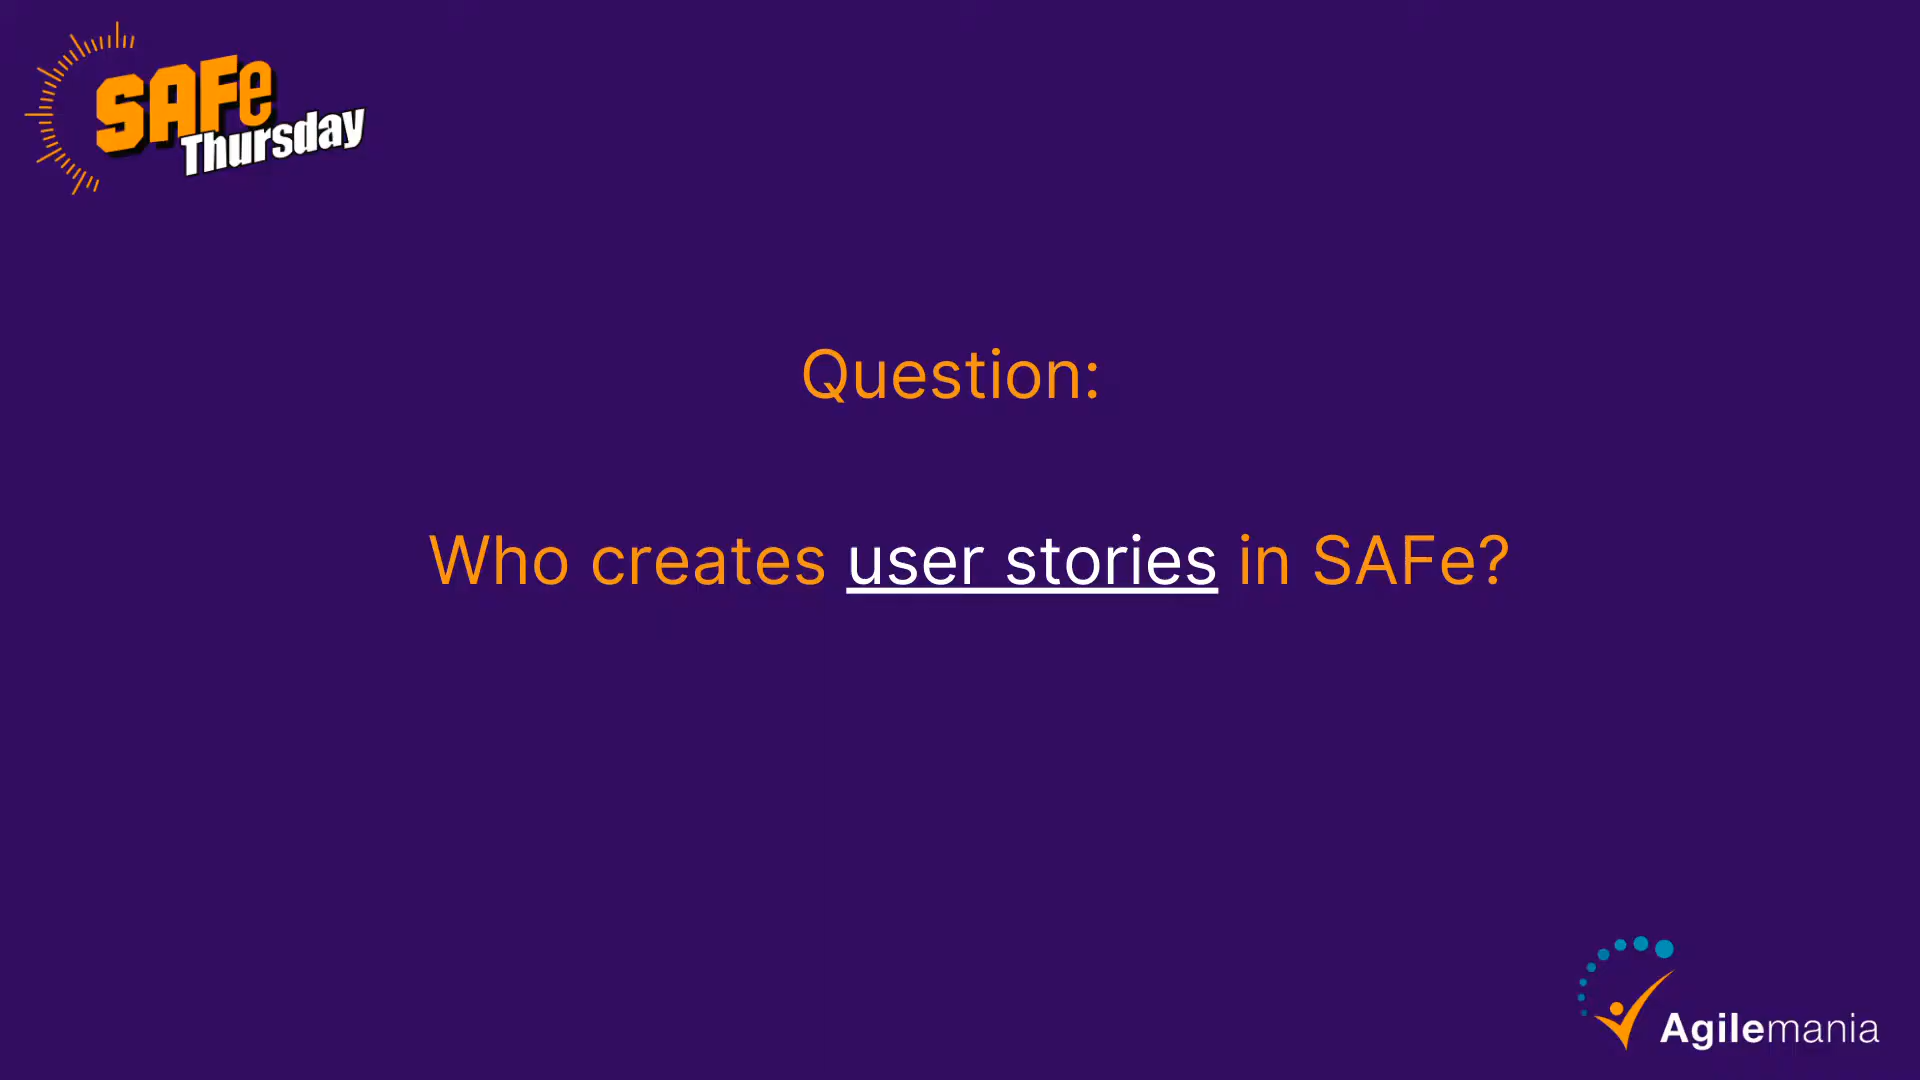 SAFe
Thursday
Question:
Who creates user stories in SAFe?
Agilemania